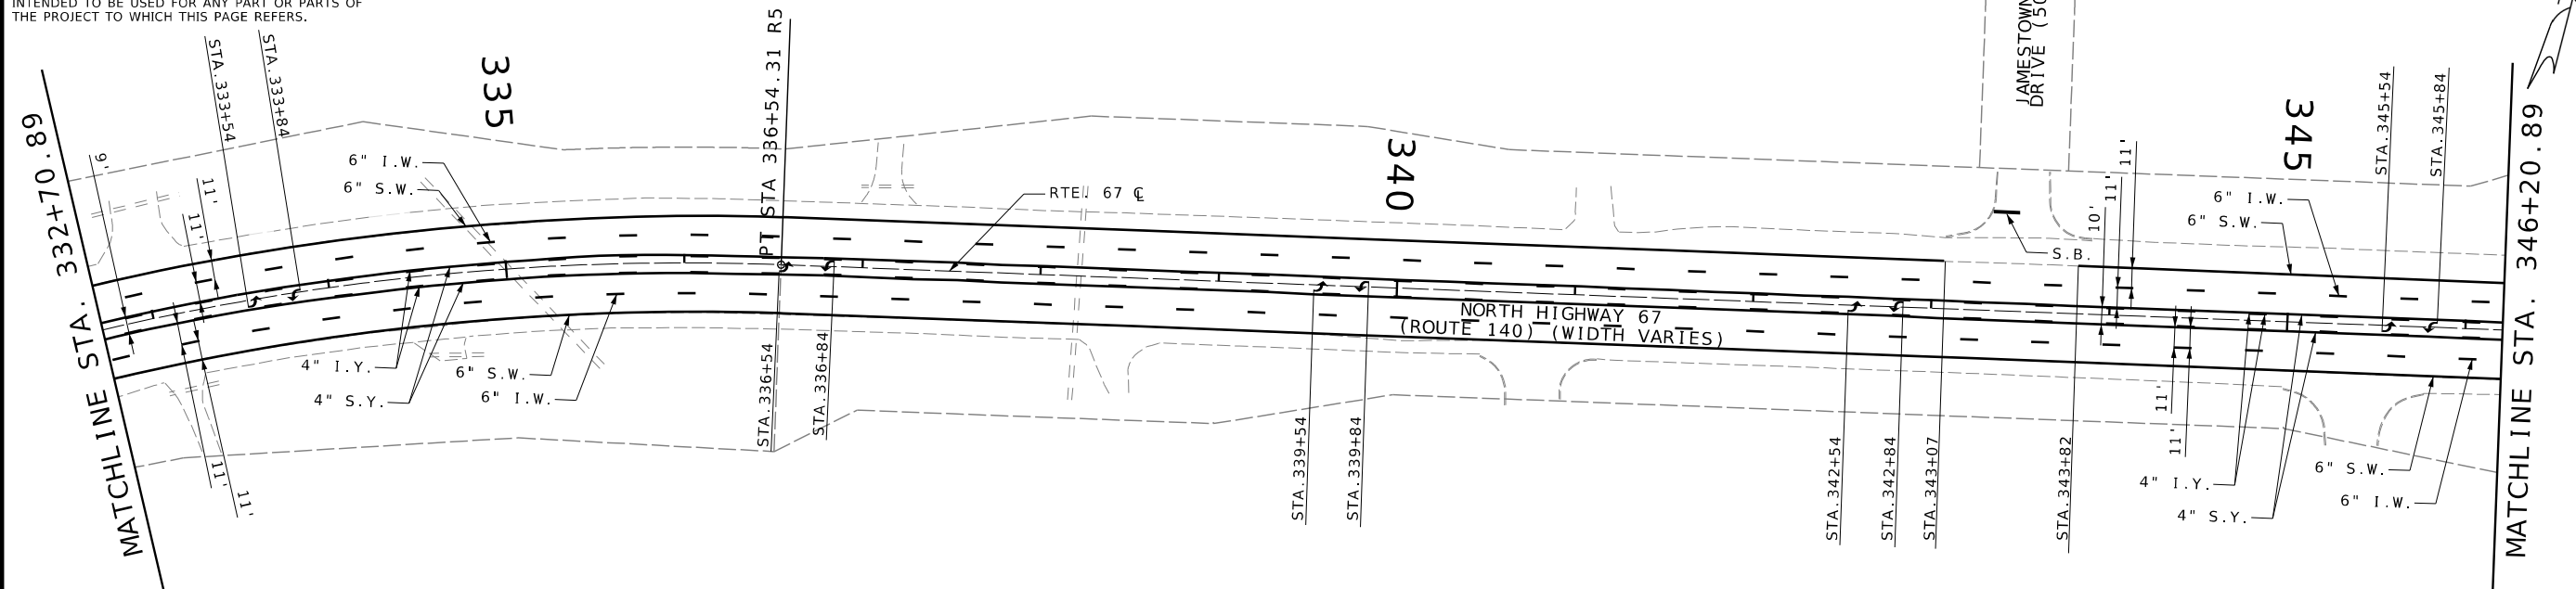 INTENDED TO BE USED FOR ANY PART OR PARTS OF
THE PROJECT TO WHICH THIS PAGE REFERS.
MATCHLINE STA. 332+70.89
9'
11'
11'
STA.333+54
STA.333+84
335
6" I.W.
6" S.W.
4" I.Y.
4" S.Y.
11'
11'
6" S.W.
6" I.W.
PT STA 336+54.31 R5
STA.336+54
STA.336+84
RTE. 67 ℄
340
STA.339+54
STA.339+84
NORTH HIGHWAY 67
(ROUTE 140) (WIDTH VARIES)
STA.342+54
STA.342+84
STA.343+07
STA.343+82
JAMESTOWN
DRIVE (50
S.B.
10'
11'
11'
11'
11'
345
6" I.W.
6" S.W.
4" I.Y.
4" S.Y.
STA.345+54
STA.345+84
6" S.W.
6" I.W.
MATCHLINE STA. 346+20.89